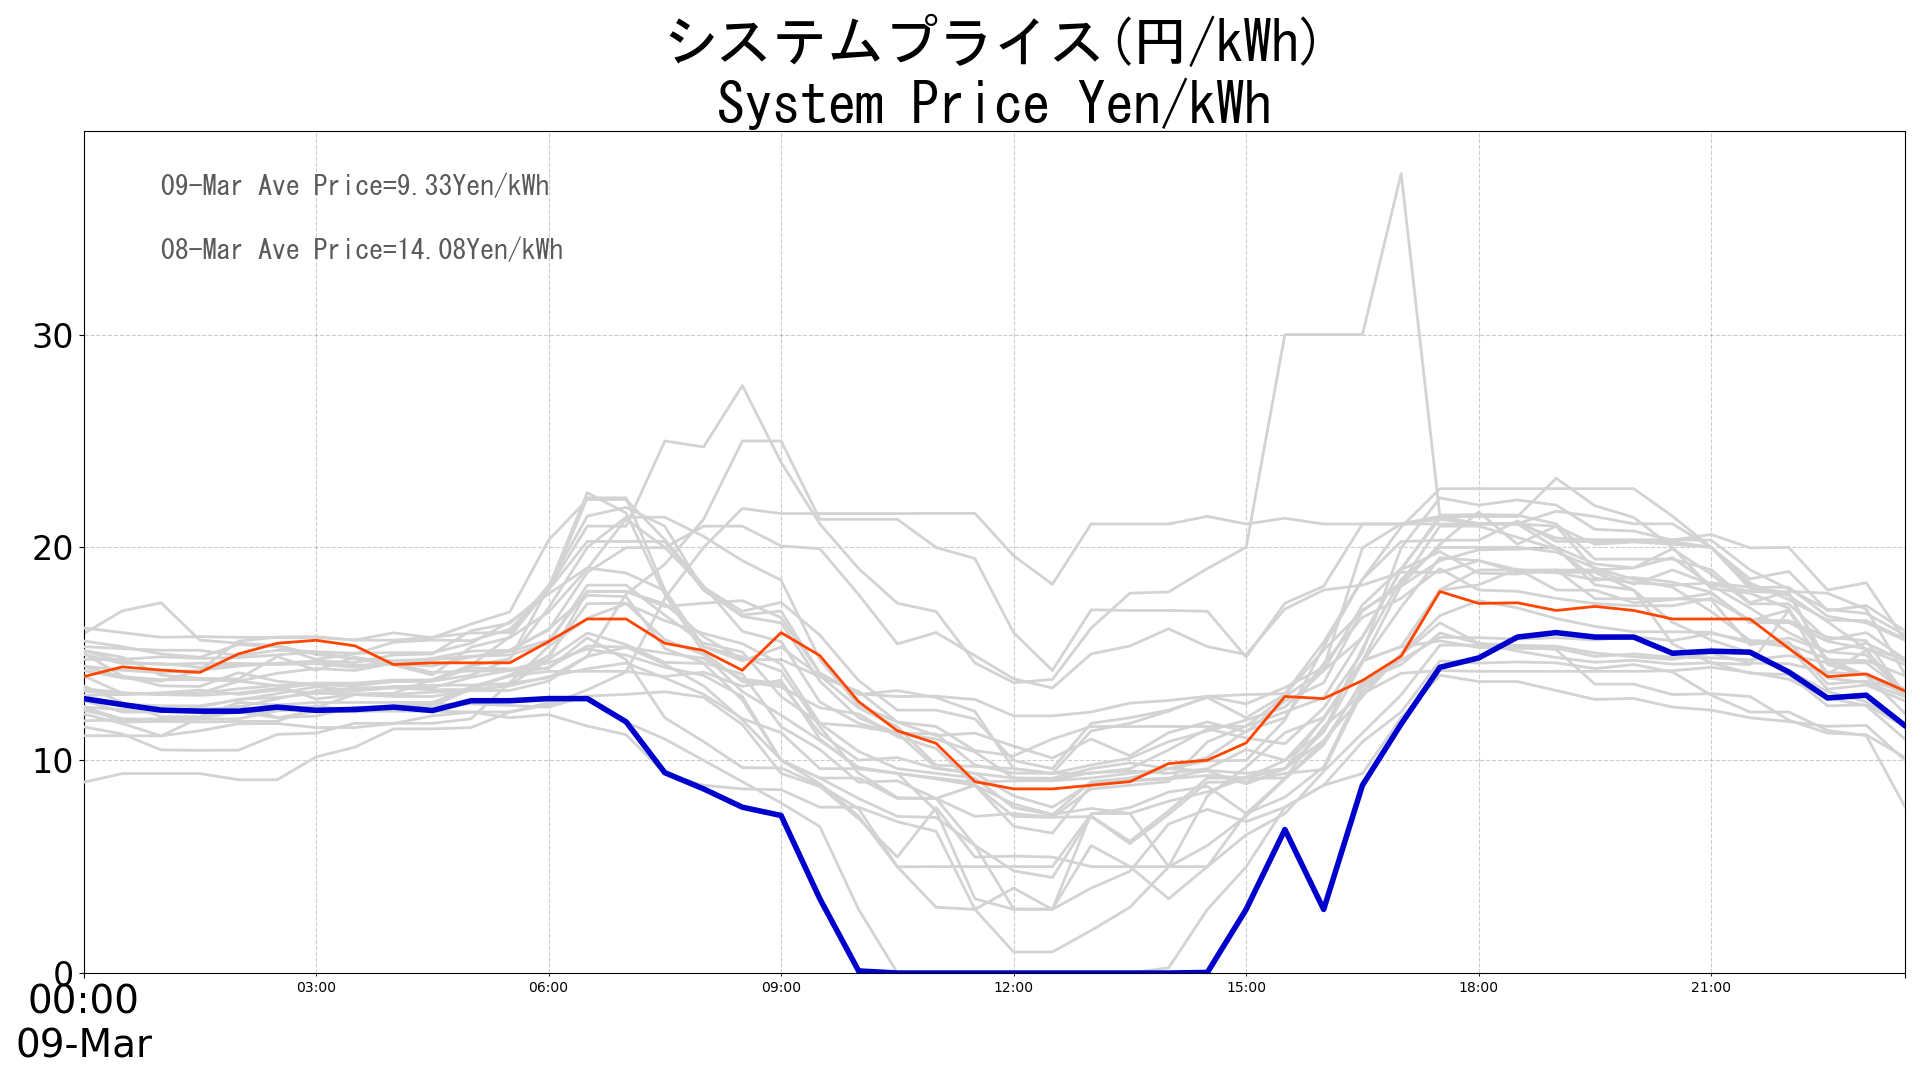 システムプライス(円/kWh)
System Price Yen/kWh
09-Mar Ave Price=9.33Yen/kWh
08-Mar Ave Price=14.08Yen/kWh
30
20
10
0
00:00 03:00 06:00 09:00 12:00 15:00 18:00 21:00
09-Mar